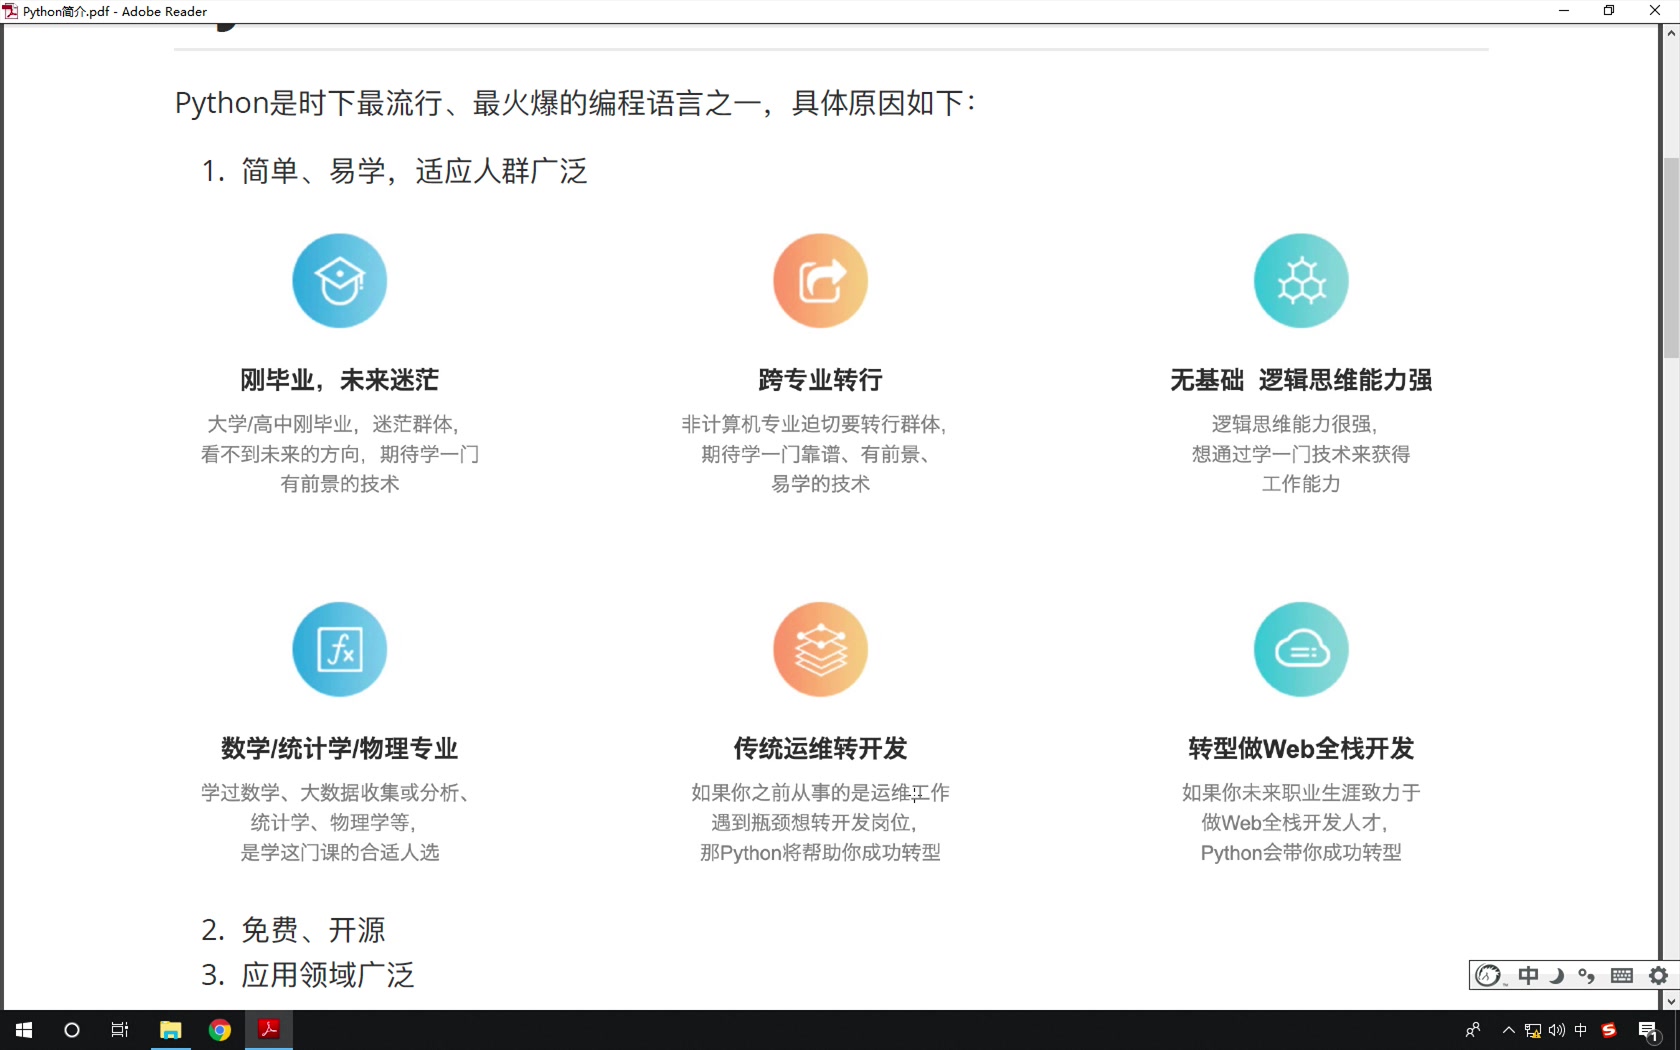 Python简介.pdf - Adobe Reader
Python是时下最流行、最火爆的编程语言之一，具体原因如下：
1. 简单、易学，适应人群广泛
刚毕业，未来迷茫
大学/高中刚毕业，迷茫群体，
看不到未来的方向，期待学一门
有前景的技术
跨专业转行
非计算机专业迫切要转行群体，
期待学一门靠谱、有前景、
易学的技术
无基础 逻辑思维能力强
逻辑思维能力很强，
想通过学一门技术来获得
工作能力
数学/统计学/物理专业
学过数学、大数据收集或分析、
统计学、物理学等，
是学这门课的合适人选
传统运维转开发
如果你之前从事的是运维工作
遇到瓶颈想转开发岗位，
那Python将帮助你成功转型
转型做Web全栈开发
如果你未来职业生涯致力于
做Web全栈开发人才，
Python会带你成功转型
2. 免费、开源
3. 应用领域广泛
中
中
1